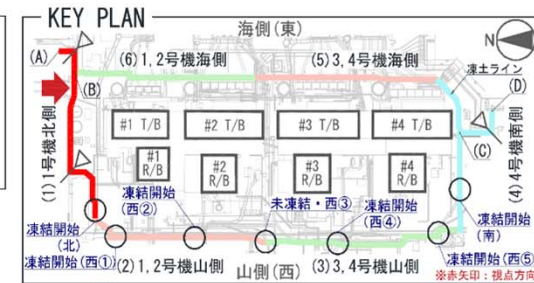 KEY PLAN
海側(東)
N
(A)
(6)1,2号機海側
(5)3,4号機海側
凍土ライン
(B)
(D)
(1)1号機北側
#1 T/B
#2 T/B
#3 T/B
#4 T/B
(C)
(4)4号機南側
#1
R/B
#2
R/B
#3
R/B
#4
R/B
凍結開始
(西②)
未凍結・西③
凍結開始
(西④)
凍結開始
(北)
凍結開始
(南)
凍結開始(西①)
(2)1,2号機山側
(3)3,4号機山側
凍結開始(西⑤)
山側(西)
※赤矢印:視点方向